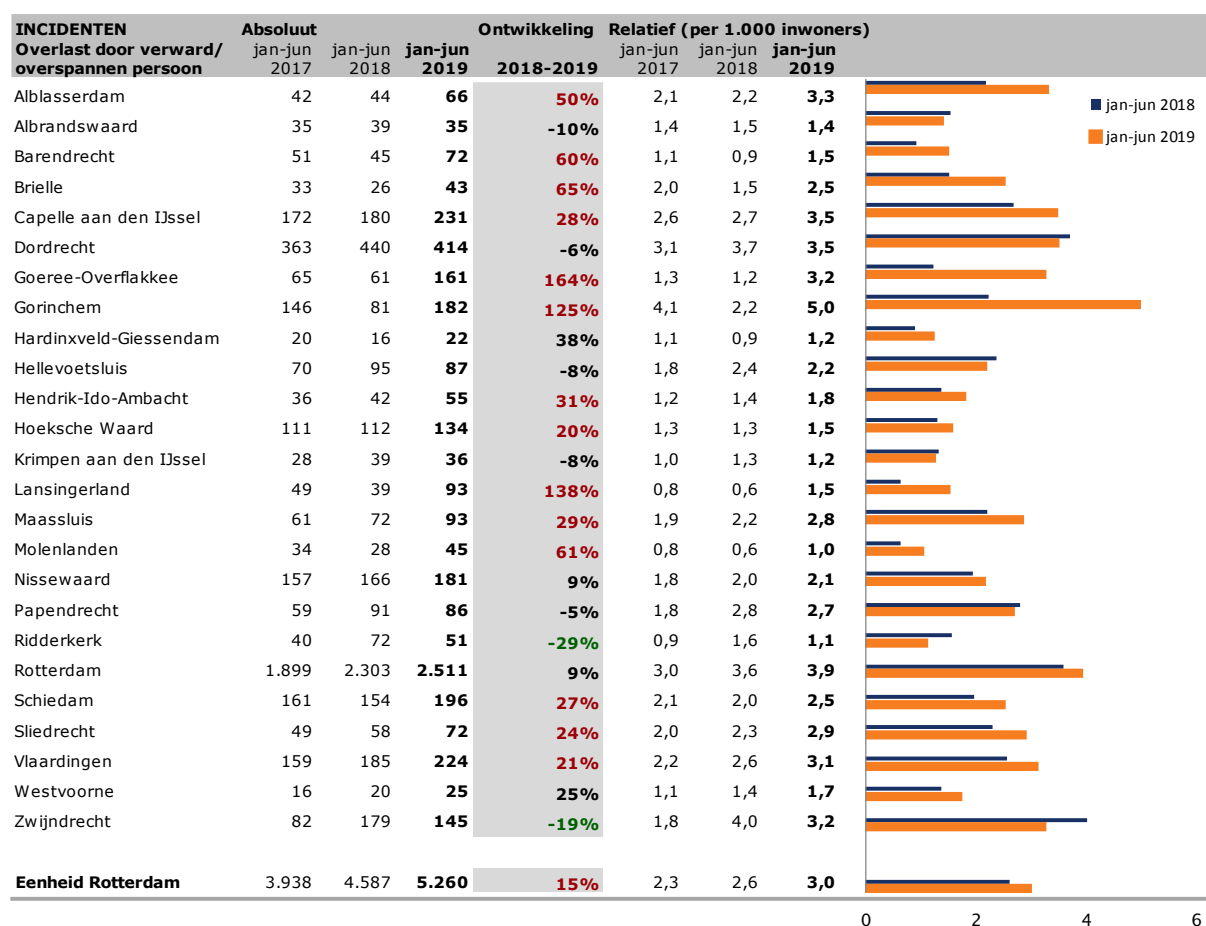 INCIDENTEN Absoluut Ontwikkeling Relatief (per 1.000 inwoners)
Overlast door verward/ jan-jun jan-jun jan-jun jan-jun jan-jun jan-jun
overspannen persoon 2017 2018 2019 2018-2019 2017 2018 2019
Alblasserdam 42 44 66 50% 2,1 2,2 3,3
jan-jun 2018
Albrandswaard 35 39 35 -10% 1,4 1,5 1,4
jan-jun 2019
Barendrecht 51 45 72 60% 1,1 0,9 1,5
Brielle 33 26 43 65% 2,0 1,5 2,5
Capelle aan den IJssel 172 180 231 28% 2,6 2,7 3,5
Dordrecht 363 440 414 -6% 3,1 3,7 3,5
Goeree-Overflakkee 65 61 161 164% 1,3 1,2 3,2
Gorinchem 146 81 182 125% 4,1 2,2 5,0
Hardinxveld-Giessendam 20 16 22 38% 1,1 0,9 1,2
Hellevoetsluis 70 95 87 -8% 1,8 2,4 2,2
Hendrik-Ido-Ambacht 36 42 55 31% 1,2 1,4 1,8
Hoeksche Waard 111 112 134 20% 1,3 1,3 1,5
Krimpen aan den IJssel 28 39 36 -8% 1,0 1,3 1,2
Lansingerland 49 39 93 138% 0,8 0,6 1,5
Maassluis 61 72 93 29% 1,9 2,2 2,8
Molenlanden 34 28 45 61% 0,8 0,6 1,0
Nissewaard 157 166 181 9% 1,8 2,0 2,1
Papendrecht 59 91 86 -5% 1,8 2,8 2,7
Ridderkerk 40 72 51 -29% 0,9 1,6 1,1
Rotterdam 1.899 2.303 2.511 9% 3,0 3,6 3,9
Schiedam 161 154 196 27% 2,1 2,0 2,5
Sliedrecht 49 58 72 24% 2,0 2,3 2,9
Vlaardingen 159 185 224 21% 2,2 2,6 3,1
Westvoorne 16 20 25 25% 1,1 1,4 1,7
Zwijndrecht 82 179 145 -19% 1,8 4,0 3,2
Eenheid Rotterdam 3.938 4.587 5.260 15% 2,3 2,6 3,0
0 2 4 6